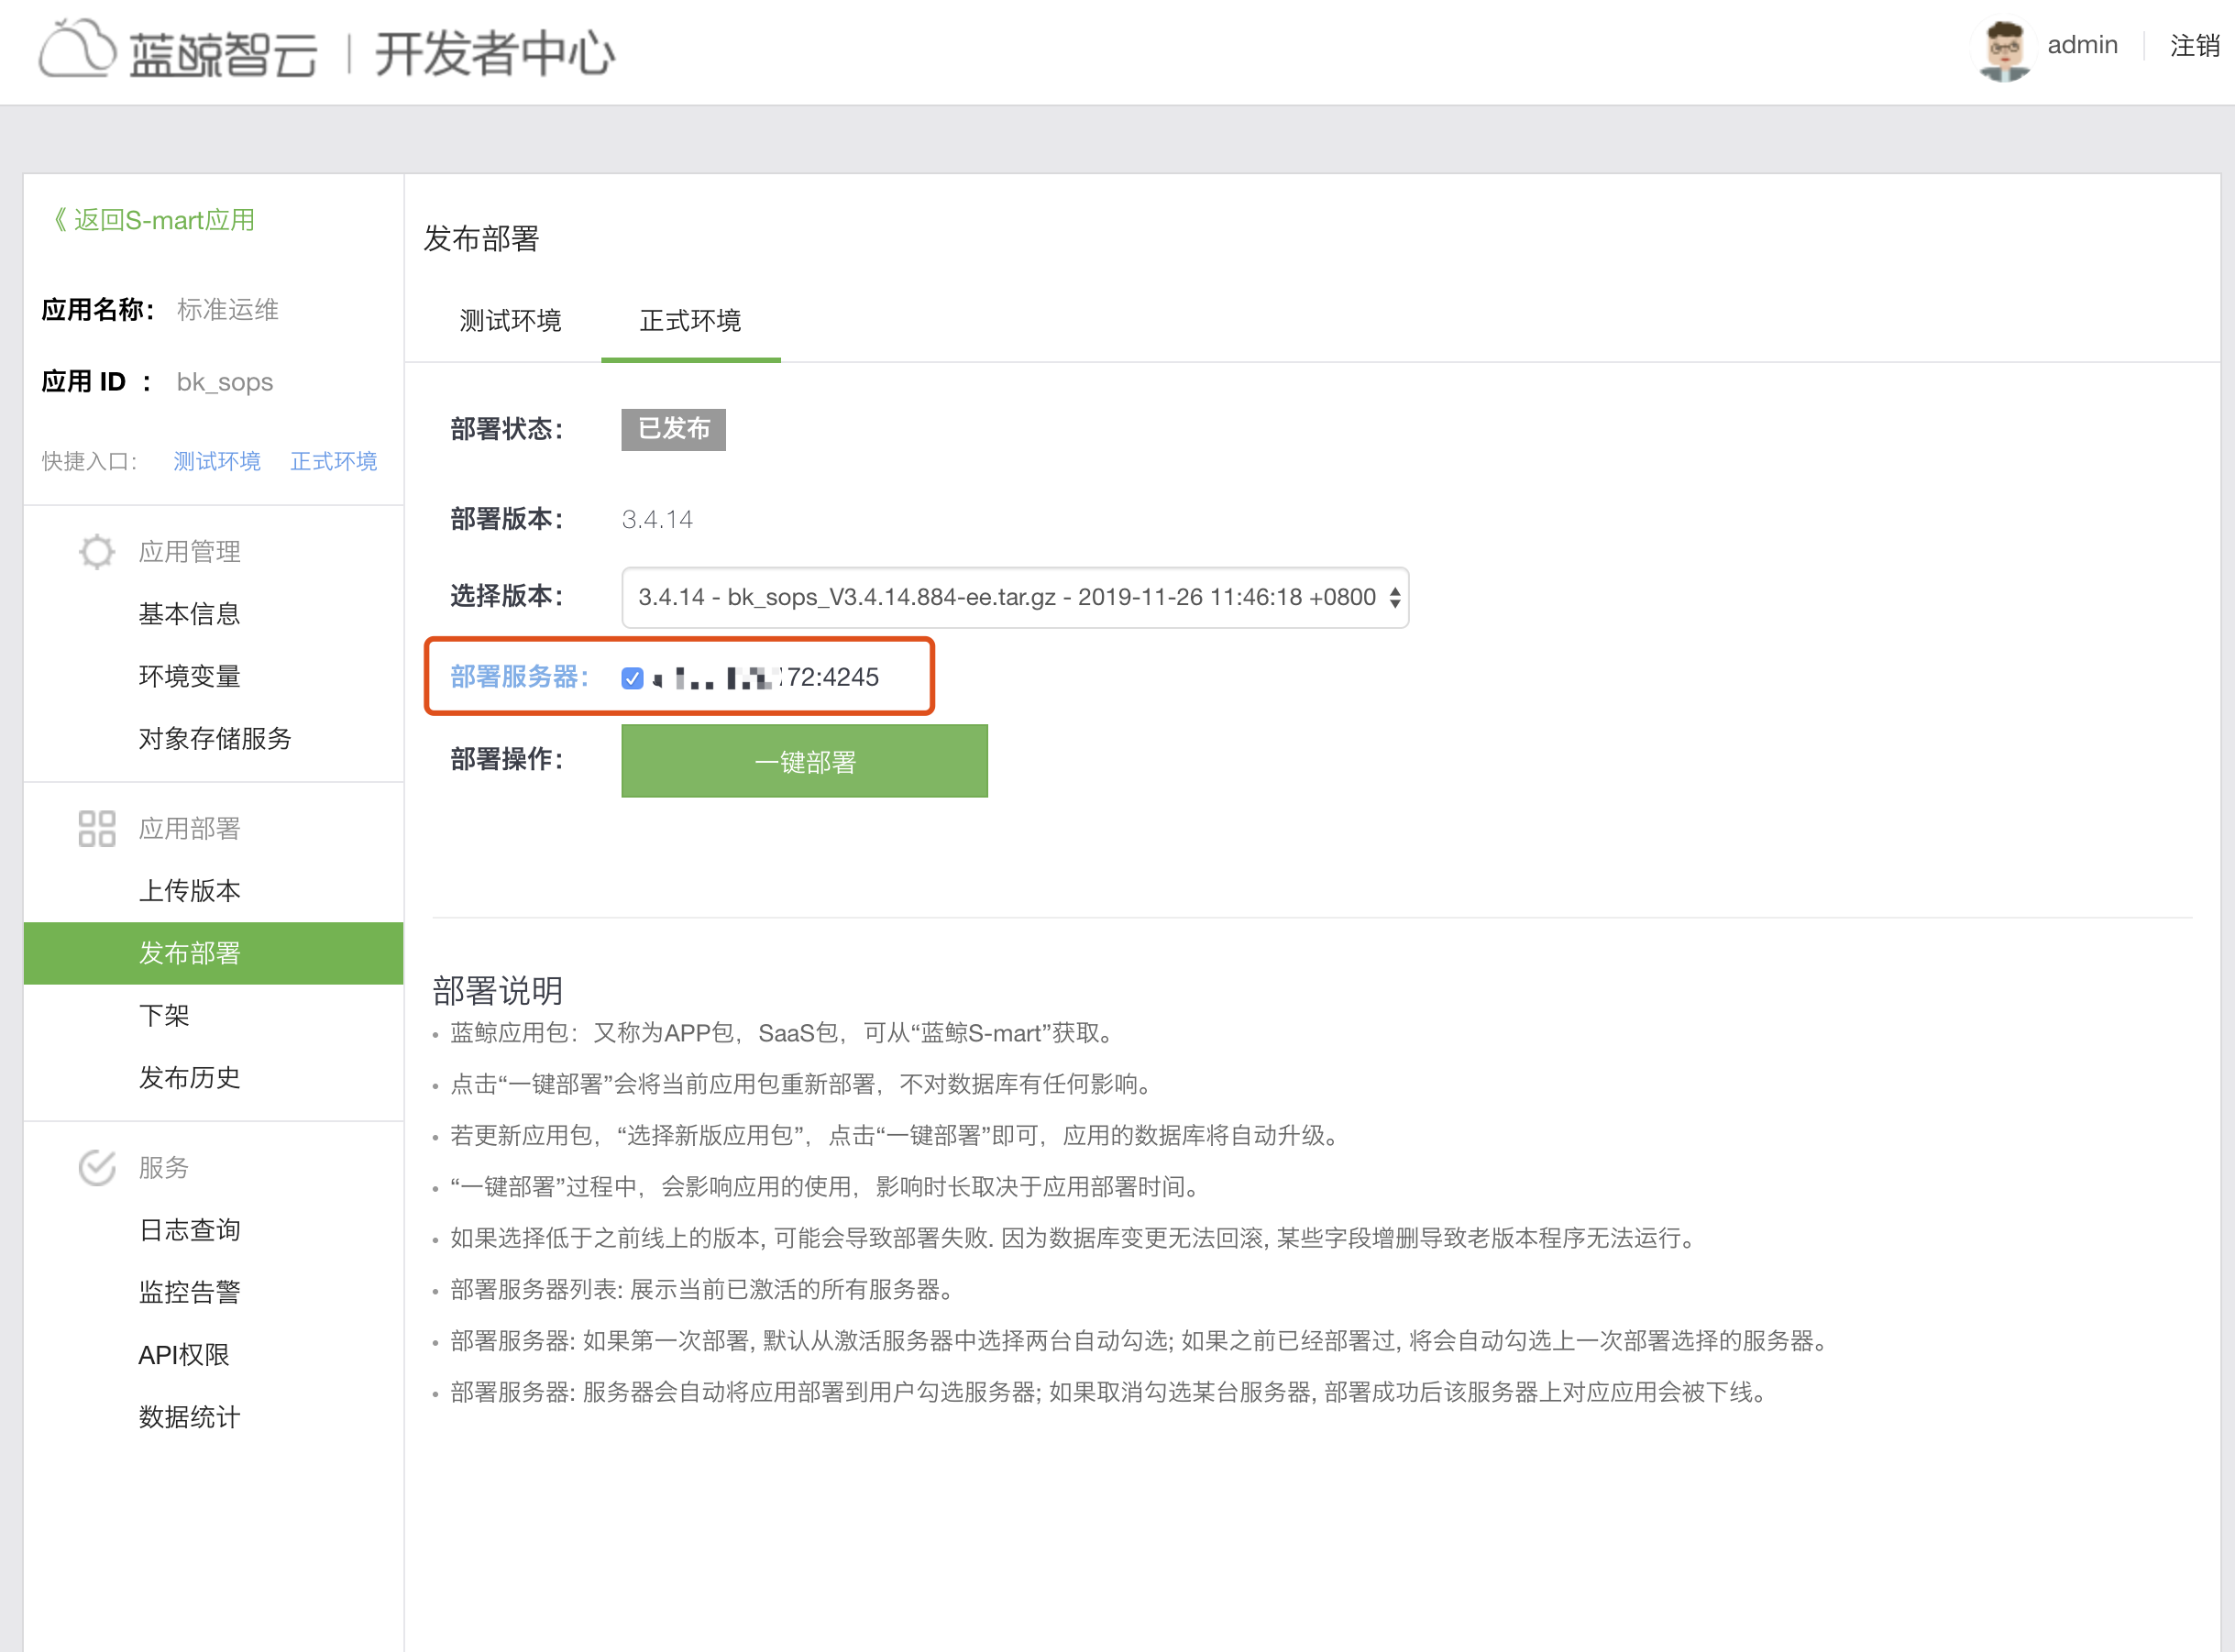 蓝鲸智云 | 开发者中心
admin 注销
《 返回S-mart应用
应用名称： 标准运维
应用 ID ： bk_sops
快捷入口： 测试环境 正式环境
应用管理
基本信息
环境变量
对象存储服务
应用部署
上传版本
发布部署
下架
发布历史
服务
日志查询
监控告警
API权限
数据统计
发布部署
测试环境 正式环境
部署状态： 已发布
部署版本： 3.4.14
选择版本： 3.4.14 - bk_sops_V3.4.14.884-ee.tar.gz - 2019-11-26 11:46:18 +0800
部署服务器： 72:4245
部署操作： 一键部署
部署说明
• 蓝鲸应用包：又称为APP包，SaaS包，可从“蓝鲸S-mart”获取。
• 点击“一键部署”会将当前应用包重新部署，不对数据库有任何影响。
• 若更新应用包，“选择新版应用包”，点击“一键部署”即可，应用的数据库将自动升级。
• “一键部署”过程中，会影响应用的使用，影响时长取决于应用部署时间。
• 如果选择低于之前线上的版本, 可能会导致部署失败. 因为数据库变更无法回滚, 某些字段增删导致老版本程序无法运行。
• 部署服务器列表: 展示当前已激活的所有服务器。
• 部署服务器: 如果第一次部署, 默认从激活服务器中选择两台自动勾选; 如果之前已经部署过, 将会自动勾选上一次部署选择的服务器。
• 部署服务器: 服务器会自动将应用部署到用户勾选服务器; 如果取消勾选某台服务器, 部署成功后该服务器上对应应用会被下线。